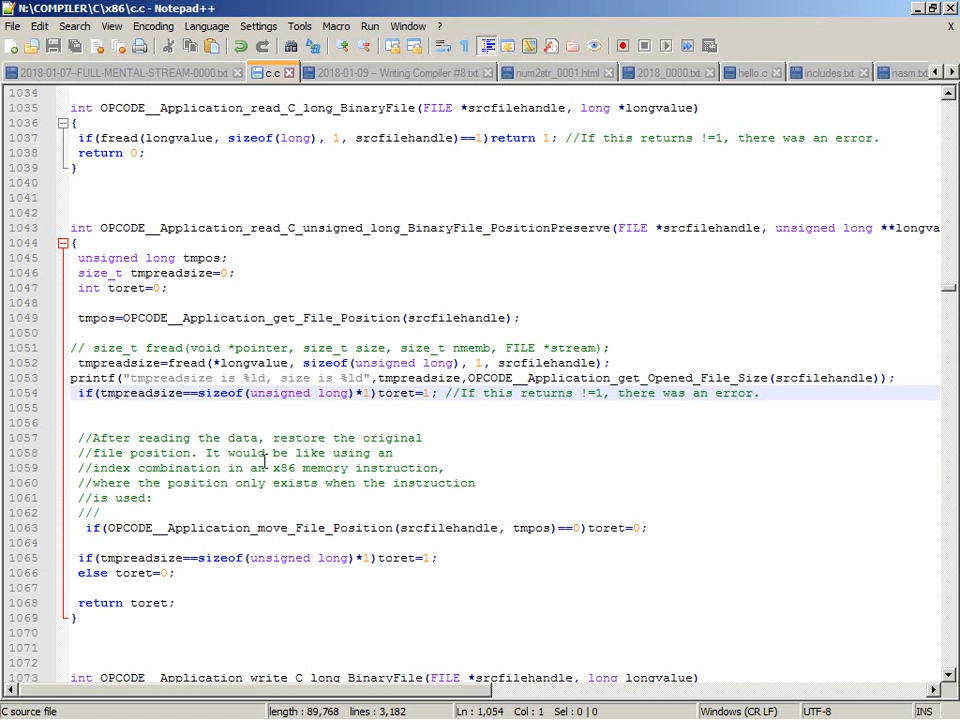 N:\COMPILER\C\x86\c.c - Notepad++
File Edit Search View Encoding Language Settings Tools Macro Run Window ? X
2018-01-07-FULL-MENTAL-STREAM-0000.txt c.c 2018-01-09 -- Writing Compiler #8.txt num2str_0001.html 2018_0000.txt hello.c includes.txt nasm.tx
1034
1035 int OPCODE__Application_read_C_long_BinaryFile(FILE *srcfilehandle, long *longvalue)
1036 {
1037 if(fread(longvalue, sizeof(long), 1, srcfilehandle)==1)return 1; //If this returns !=1, there was an error.
1038 return 0;
1039 }
1040
1041
1042
1043 int OPCODE__Application_read_C_unsigned_long_BinaryFile_PositionPreserve(FILE *srcfilehandle, unsigned long **longva
1044 {
1045 unsigned long tmpos;
1046 size_t tmpreadsize=0;
1047 int toret=0;
1048
1049 tmpos=OPCODE__Application_get_File_Position(srcfilehandle);
1050
1051 // size_t fread(void *pointer, size_t size, size_t nmemb, FILE *stream);
1052 tmpreadsize=fread(*longvalue, sizeof(unsigned long), 1, srcfilehandle);
1053 printf("tmpreadsize is %ld, size is %ld",tmpreadsize,OPCODE__Application_get_Opened_File_Size(srcfilehandle));
1054 if(tmpreadsize==sizeof(unsigned long)*1)toret=1; //If this returns !=1, there was an error.
1055
1056
1057 //After reading the data, restore the original
1058 //file position. It would be like using an
1059 //index combination in an x86 memory instruction,
1060 //where the position only exists when the instruction
1061 //is used:
1062 ///
1063 if(OPCODE__Application_move_File_Position(srcfilehandle, tmpos)==0)toret=0;
1064
1065 if(tmpreadsize==sizeof(unsigned long)*1)toret=1;
1066 else toret=0;
1067
1068 return toret;
1069 }
1070
1071
1072
1073 int OPCODE__Application_write_C_long_BinaryFile(FILE *srcfilehandle, long longvalue)
C source file length : 89,768 lines : 3,182 Ln : 1,054 Col : 1 Sel : 0 | 0 Windows (CR LF) UTF-8 INS